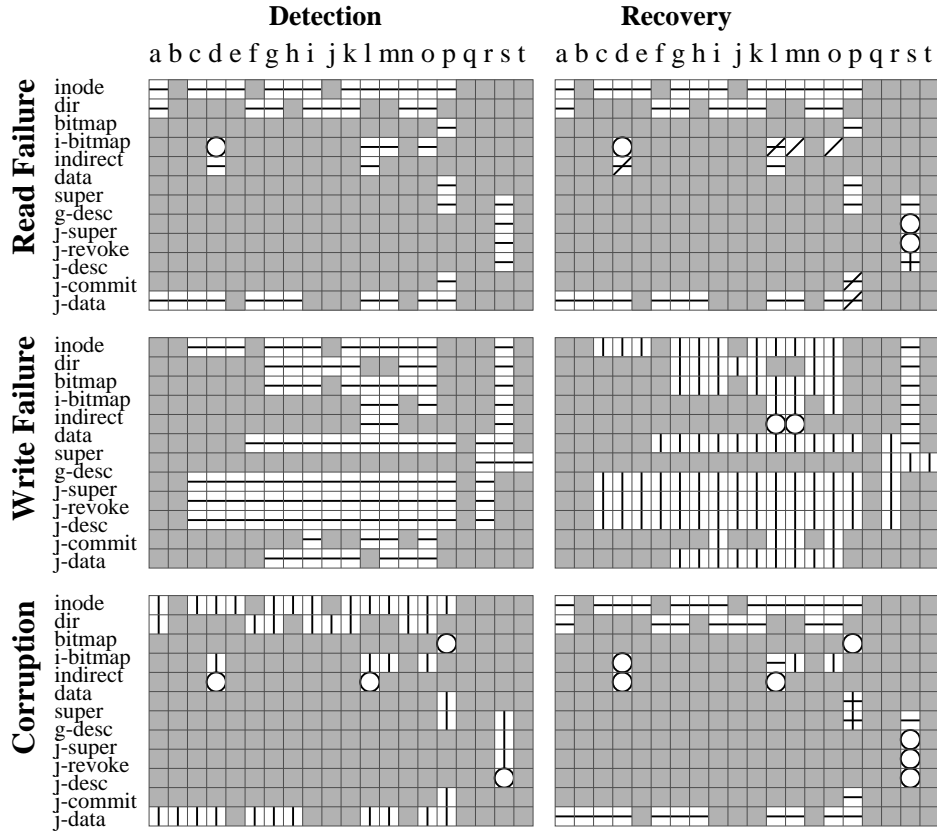 Detection Recovery
a b c d e f g h i j k l m n o p q r s t a b c d e f g h i j k l m n o p q r s t
Read Failure
inode
dir
bitmap
i-bitmap
indirect
data
super
g-desc
j-super
j-revoke
j-desc
j-commit
j-data
Write Failure
inode
dir
bitmap
i-bitmap
indirect
data
super
g-desc
j-super
j-revoke
j-desc
j-commit
j-data
Corruption
inode
dir
bitmap
i-bitmap
indirect
data
super
g-desc
j-super
j-revoke
j-desc
j-commit
j-data